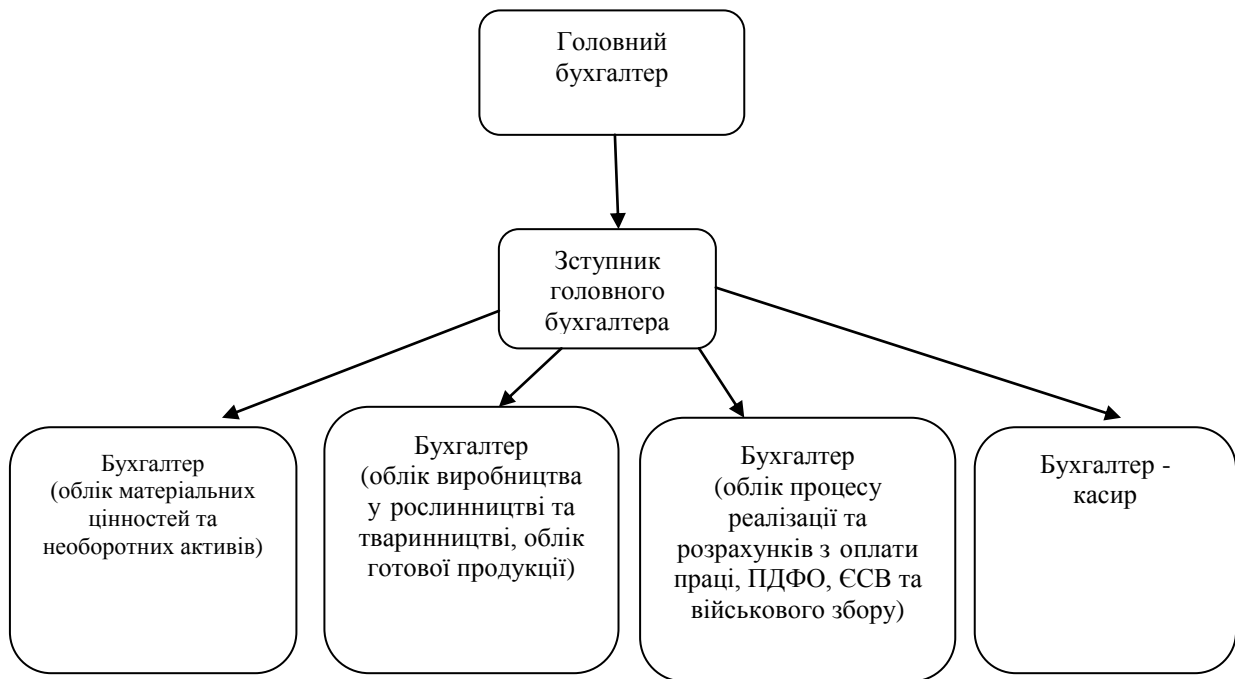 Головний
бухгалтер
Зступник
головного
бухгалтера
Бухгалтер
(облік матеріальних
цінностей та
необоротних активів)
Бухгалтер
(облік виробництва
у рослинництві та
тваринництві, облік
готової продукції)
Бухгалтер
(облік процесу
реалізації та
розрахунків з оплати
праці, ПДФО, ЄСВ та
військового збору)
Бухгалтер -
касир